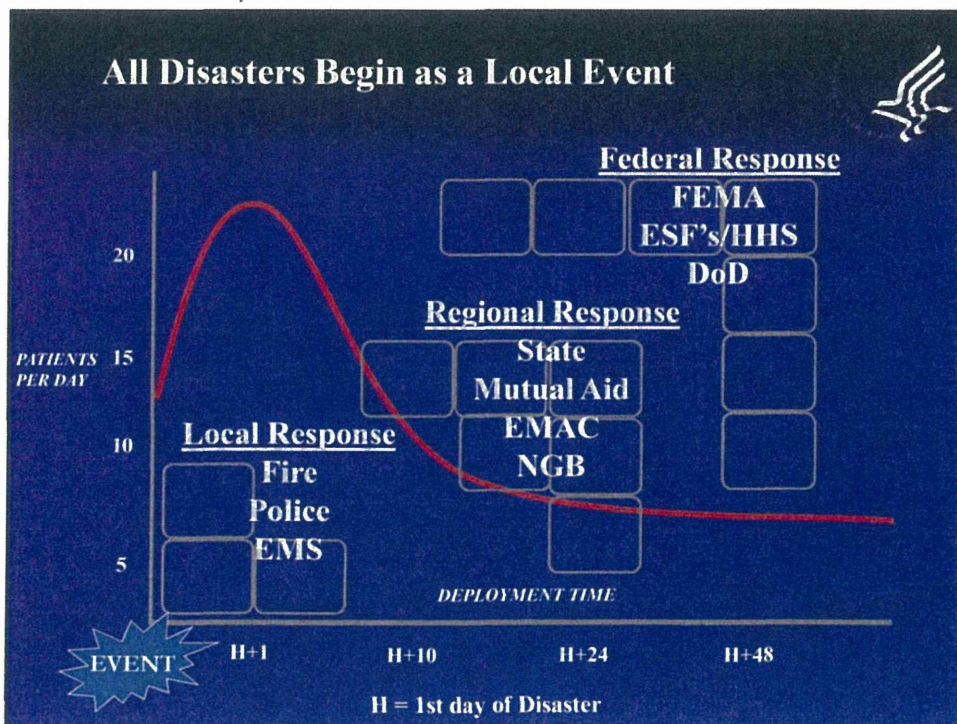 All Disasters Begin as a Local Event
Federal Response
FEMA
ESF's/HHS
DoD
Regional Response
State
Mutual Aid
EMAC
NGB
Local Response
Fire
Police
EMS
PATIENTS
PER DAY
20
15
10
5
DEPLOYMENT TIME
EVENT
H+1
H+10
H+24
H+48
H = 1st day of Disaster